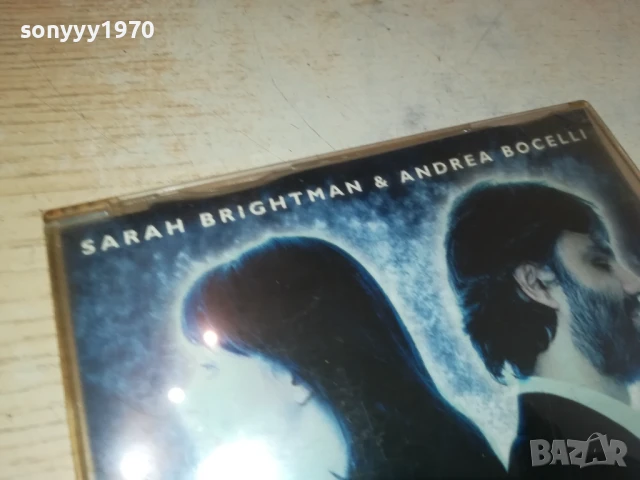 sonyyy1970
SARAH BRIGHTMAN & ANDREA BOCELLI
BAZAR